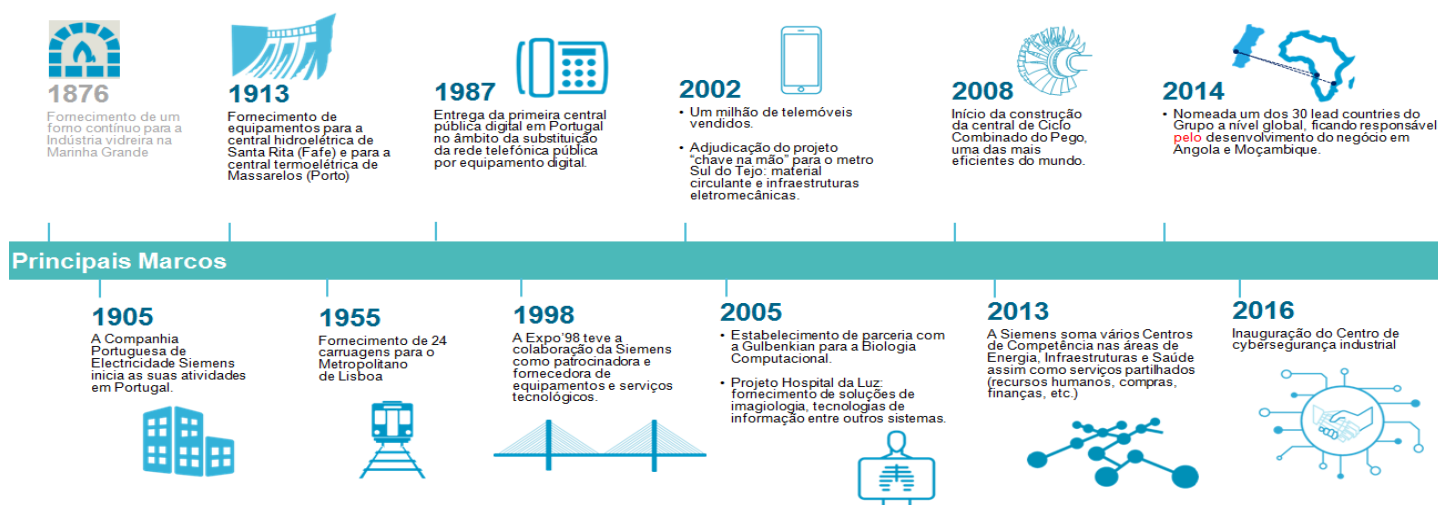 1876
Fornecimento de um
forno contínuo para a
Indústria vidreira na
Marinha Grande
1913
Fornecimento de
equipamentos para a
central hidroelétrica de
Santa Rita (Fafe) e para a
central termoelétrica de
Massarelos (Porto)
1987
Entrega da primeira central
pública digital em Portugal
no âmbito da substituição
da rede telefónica pública
por equipamento digital.
2002
• Um milhão de telemóveis
vendidos.
• Adjudicação do projeto
“chave na mão” para o metro
Sul do Tejo: material
circulante e infraestruturas
eletromecânicas.
2008
Início da construção
da central de Ciclo
Combinado do Pego,
uma das mais
eficientes do mundo.
2014
• Nomeada um dos 30 lead countries do
Grupo a nível global, ficando responsável
pelo desenvolvimento do negócio em
Angola e Moçambique.
Principais Marcos
1905
A Companhia
Portuguesa de
Electricidade Siemens
inicia as suas atividades
em Portugal.
1955
Fornecimento de 24
carruagens para o
Metropolitano
de Lisboa
1998
A Expo’98 teve a
colaboração da Siemens
como patrocinadora e
fornecedora de
equipamentos e serviços
tecnológicos.
2005
• Estabelecimento de parceria com
a Gulbenkian para a Biologia
Computacional.
• Projeto Hospital da Luz:
fornecimento de soluções de
imagiologia, tecnologias de
informação entre outros sistemas.
2013
A Siemens soma vários Centros
de Competência nas áreas de
Energia, Infraestruturas e Saúde
assim como serviços partilhados
(recursos humanos, compras,
finanças, etc.)
2016
Inauguração do Centro de
cybersegurança industrial